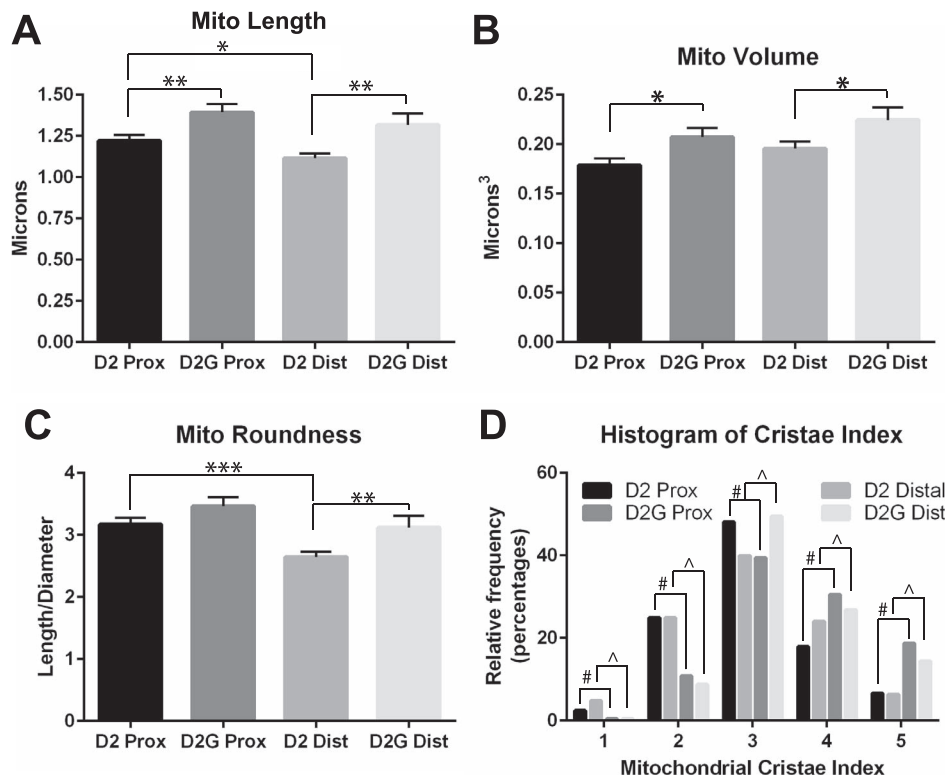 A
Mito Length
*
**
**
1.50
1.25
1.00
0.75
0.50
0.25
0.00
Microns
D2 Prox D2G Prox D2 Dist D2G Dist
B
Mito Volume
*
*
0.25
0.20
0.15
0.10
0.05
0.00
Microns³
D2 Prox D2G Prox D2 Dist D2G Dist
C
Mito Roundness
***
**
4
3
2
1
0
Length/Diameter
D2 Prox D2G Prox D2 Dist D2G Dist
D
Histogram of Cristae Index
60
40
20
0
Relative frequency
(percentages)
D2 Prox D2 Distal
D2G Prox D2G Dist
# ^
# ^
# ^
# ^
# ^
1 2 3 4 5
Mitochondrial Cristae Index